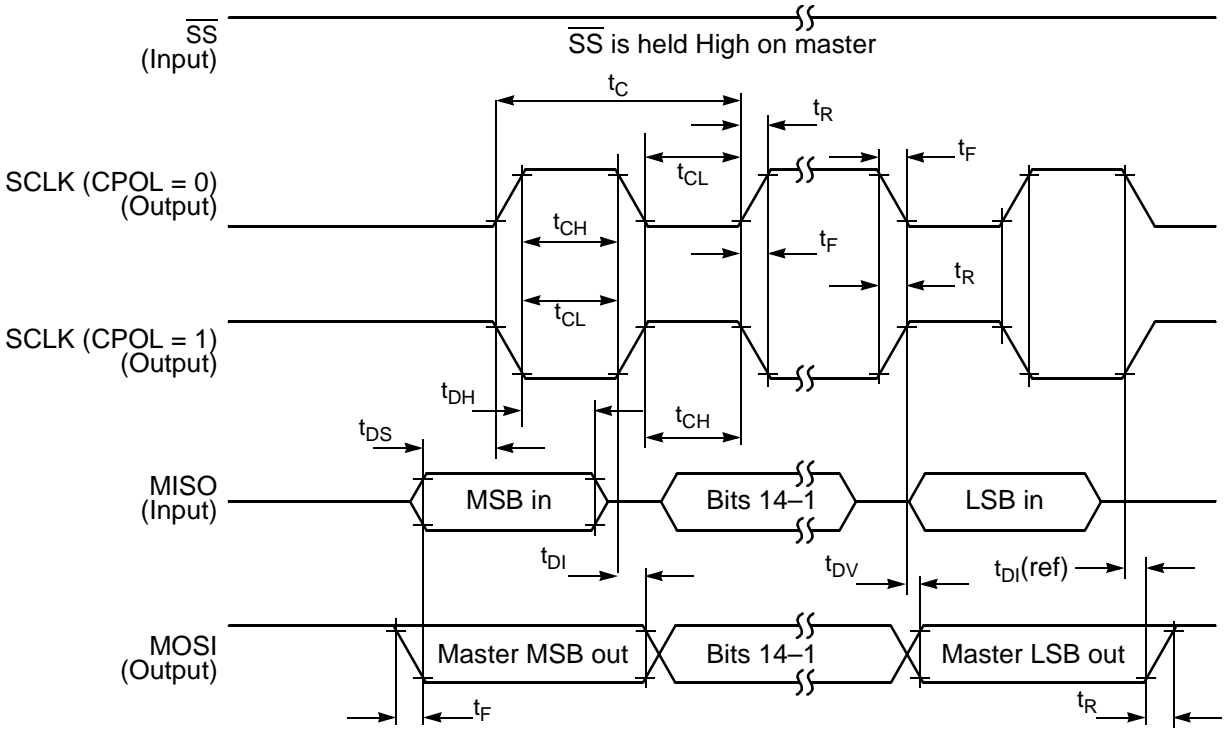 SS
(Input)
SS is held High on master
tC
tR
tF
SCLK (CPOL = 0)
(Output)
tCL
tCH
tF
tR
tCL
SCLK (CPOL = 1)
(Output)
tDH
tCH
tDS
MISO
(Input)
MSB in
Bits 14–1
LSB in
tDI
tDV
tDI(ref)
MOSI
(Output)
Master MSB out
Bits 14–1
Master LSB out
tF
tR